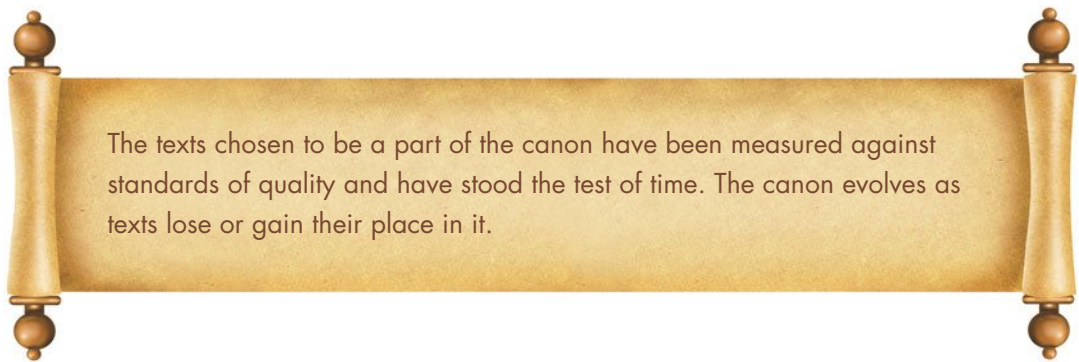 The texts chosen to be a part of the canon have been measured against
standards of quality and have stood the test of time. The canon evolves as
texts lose or gain their place in it.